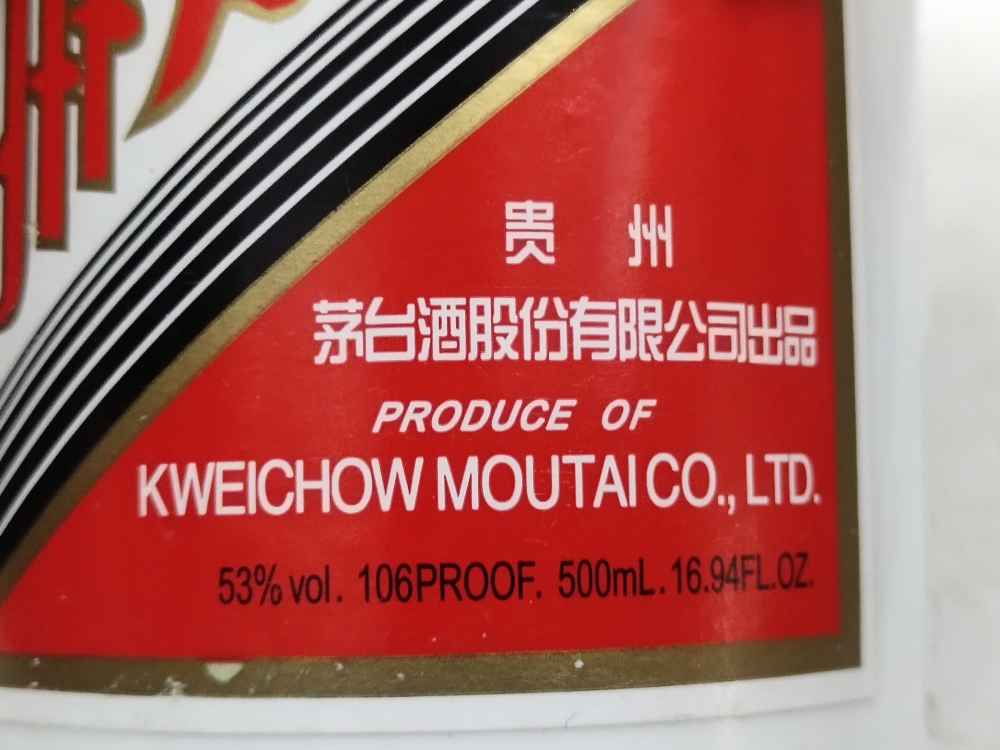 贵 州
茅台酒股份有限公司出品
PRODUCE OF
KWEICHOW MOUTAI CO., LTD.
53% vol. 106PROOF. 500mL. 16.94FL.OZ.